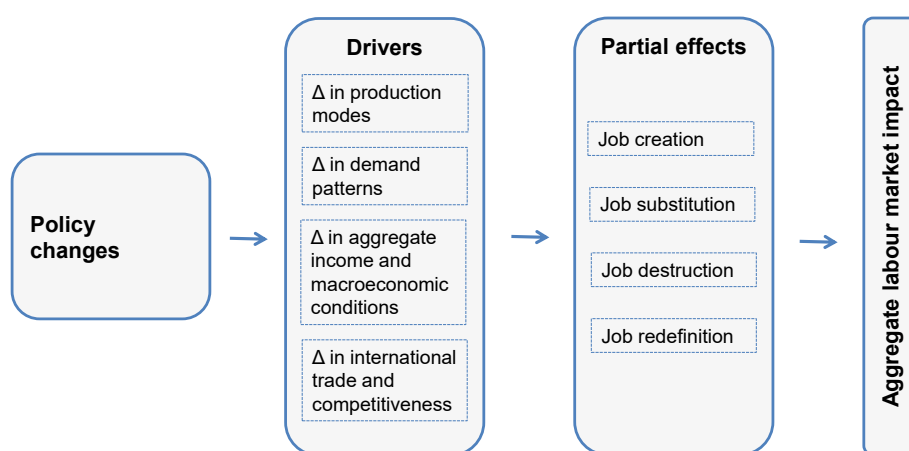 Policy
changes
Drivers
Δ in production
modes
Δ in demand
patterns
Δ in aggregate
income and
macroeconomic
conditions
Δ in international
trade and
competitiveness
Partial effects
Job creation
Job substitution
Job destruction
Job redefinition
Aggregate labour market impact